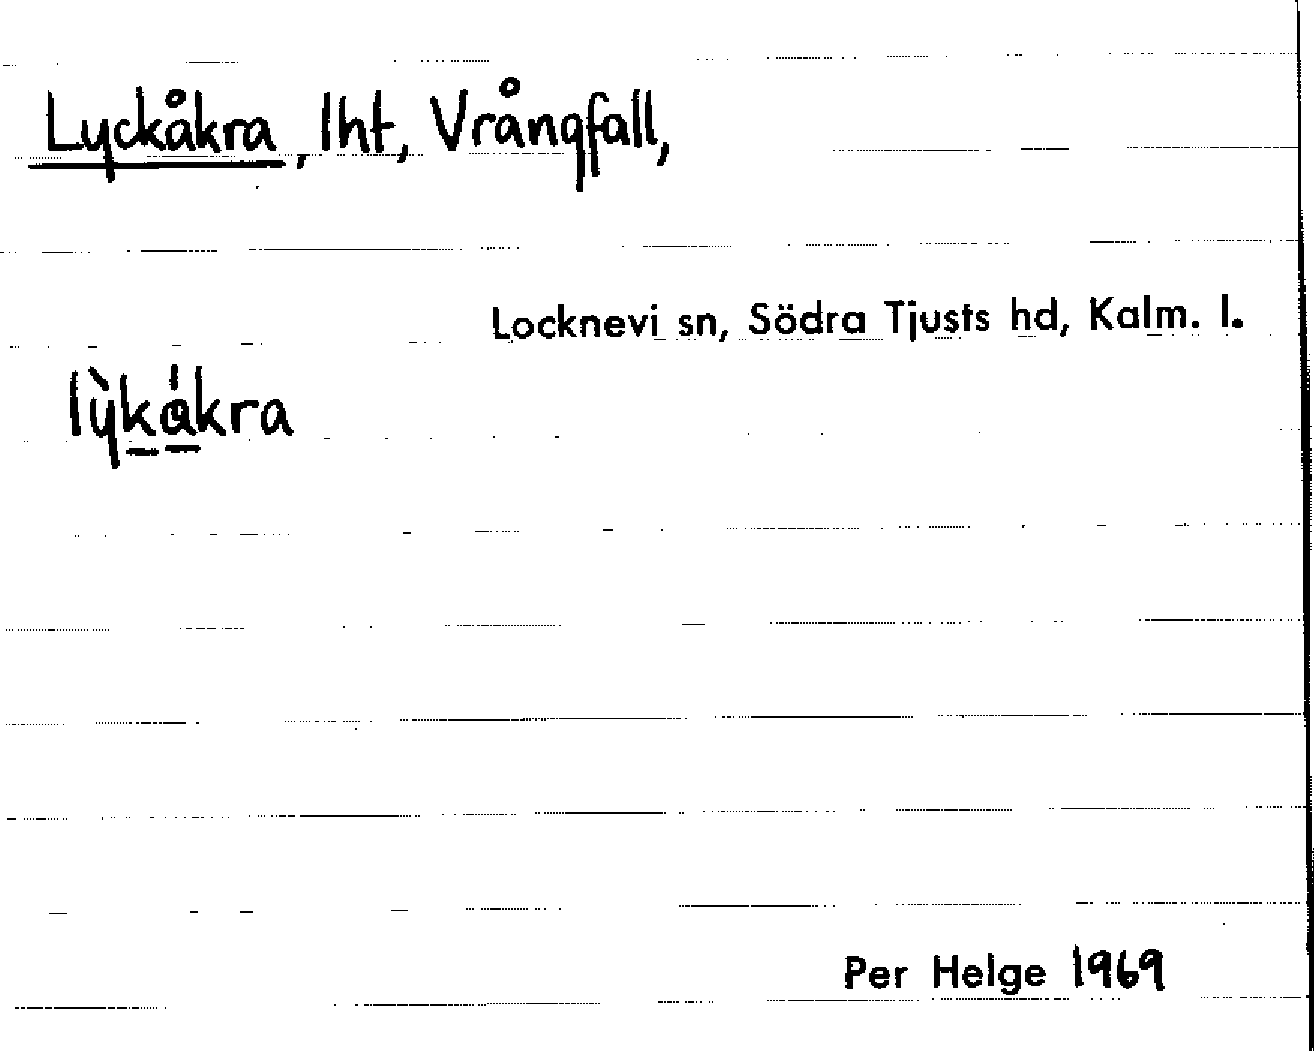 Lyckåkra, lht, Vrångfall,
Locknevi sn, Södra Tjusts hd, Kalm. l.
lỳkåkra
Per Helge 1969